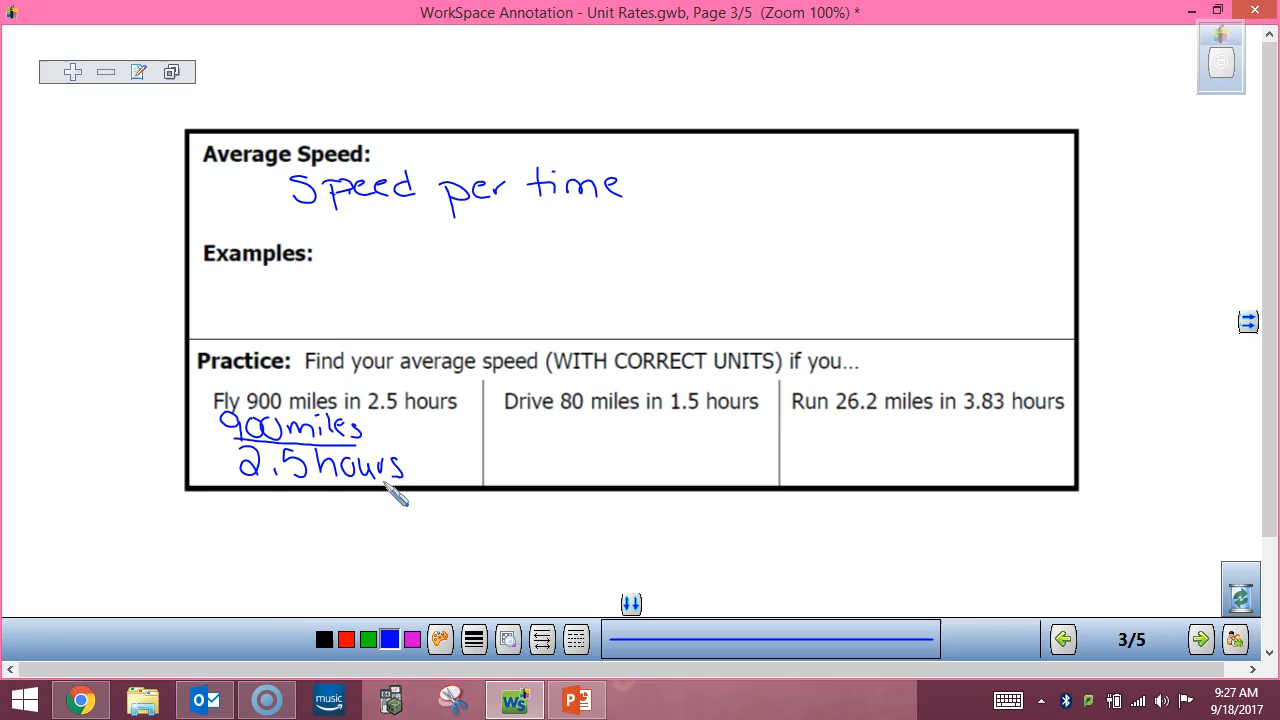 WorkSpace Annotation - Unit Rates.gwb, Page 3/5 (Zoom 100%) *
Average Speed:
Speed per time
Examples:
Practice: Find your average speed (WITH CORRECT UNITS) if you...
Fly 900 miles in 2.5 hours
900 miles
2.5 hours
Drive 80 miles in 1.5 hours
Run 26.2 miles in 3.83 hours
3/5
music
WS
9:27 AM
9/18/2017